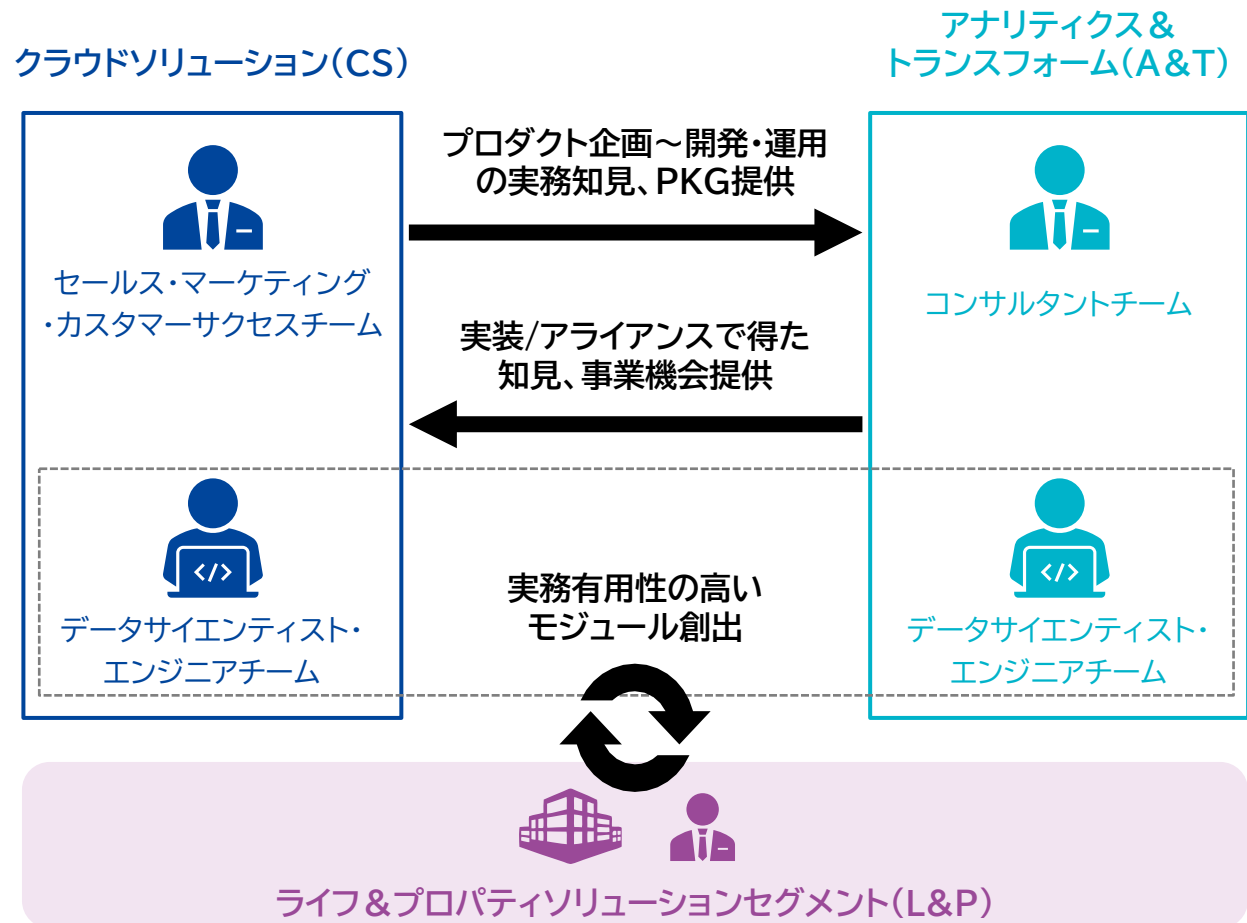 クラウドソリューション(CS)
アナリティクス&
トランスフォーム(A&T)
プロダクト企画~開発・運用
の実務知見、PKG提供
セールス・マーケティング
・カスタマーサクセスチーム
コンサルタントチーム
実装/アライアンスで得た
知見、事業機会提供
</>
</>
データサイエンティスト・
エンジニアチーム
実務有用性の高い
モジュール創出
データサイエンティスト・
エンジニアチーム
ライフ&プロパティソリューションセグメント(L&P)